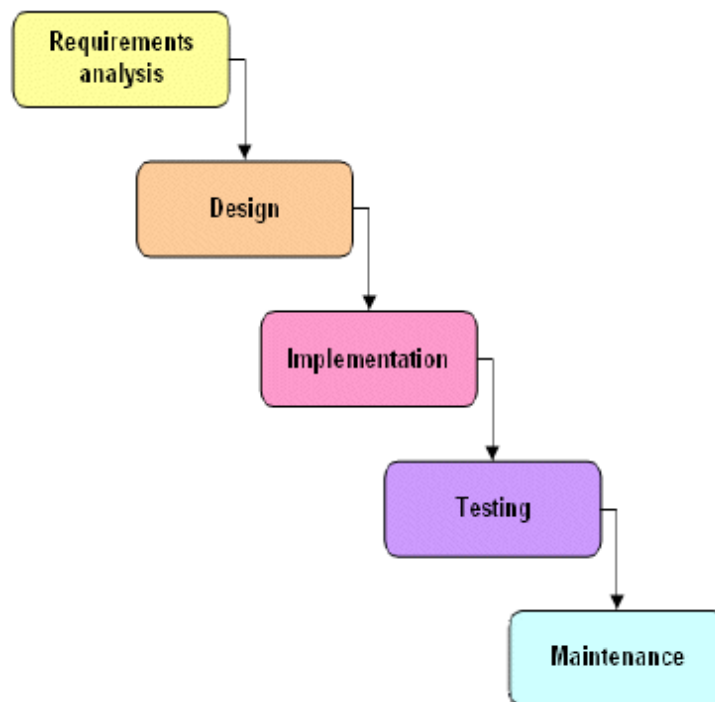 Requirements
analysis
Design
Implementation
Testing
Maintenance